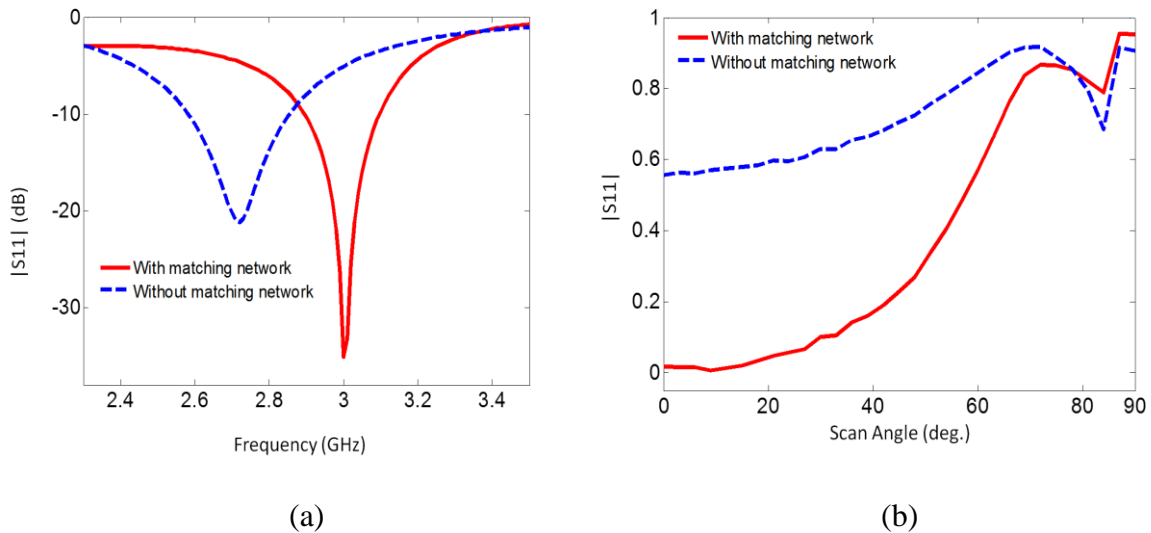 0
-10
-20
-30
|S11| (dB)
With matching network
Without matching network
2.4 2.6 2.8 3 3.2 3.4
Frequency (GHz)
(a)
1
0.8
0.6
0.4
0.2
0
|S11|
With matching network
Without matching network
0 20 40 60 80 90
Scan Angle (deg.)
(b)